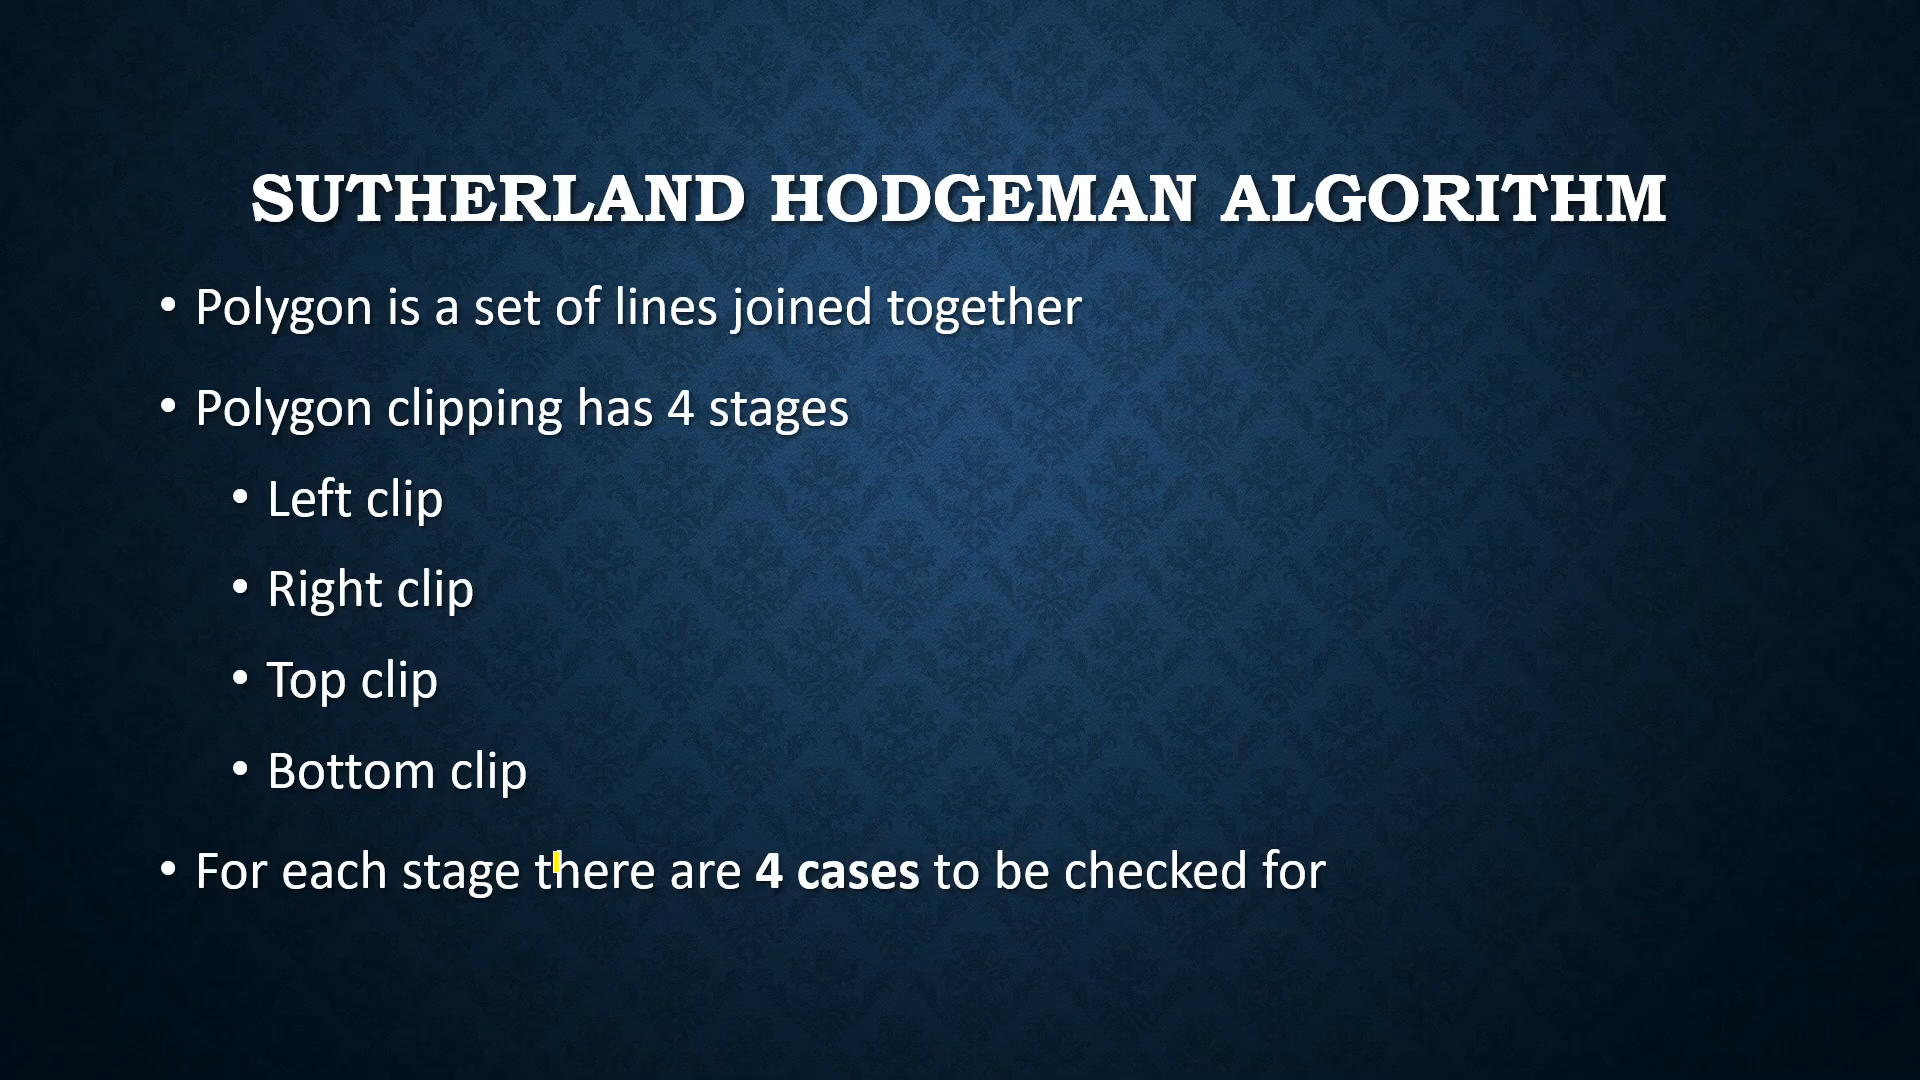 SUTHERLAND HODGEMAN ALGORITHM
• Polygon is a set of lines joined together
• Polygon clipping has 4 stages
• Left clip
• Right clip
• Top clip
• Bottom clip
• For each stage there are 4 cases to be checked for